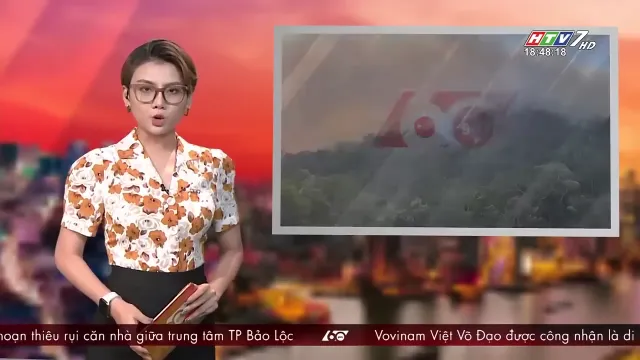 HTV7 HD
18:48:18
hoạn thiêu rụi căn nhà giữa trung tâm TP Bảo Lộc 60 Vovinam Việt Võ Đạo được công nhận là di